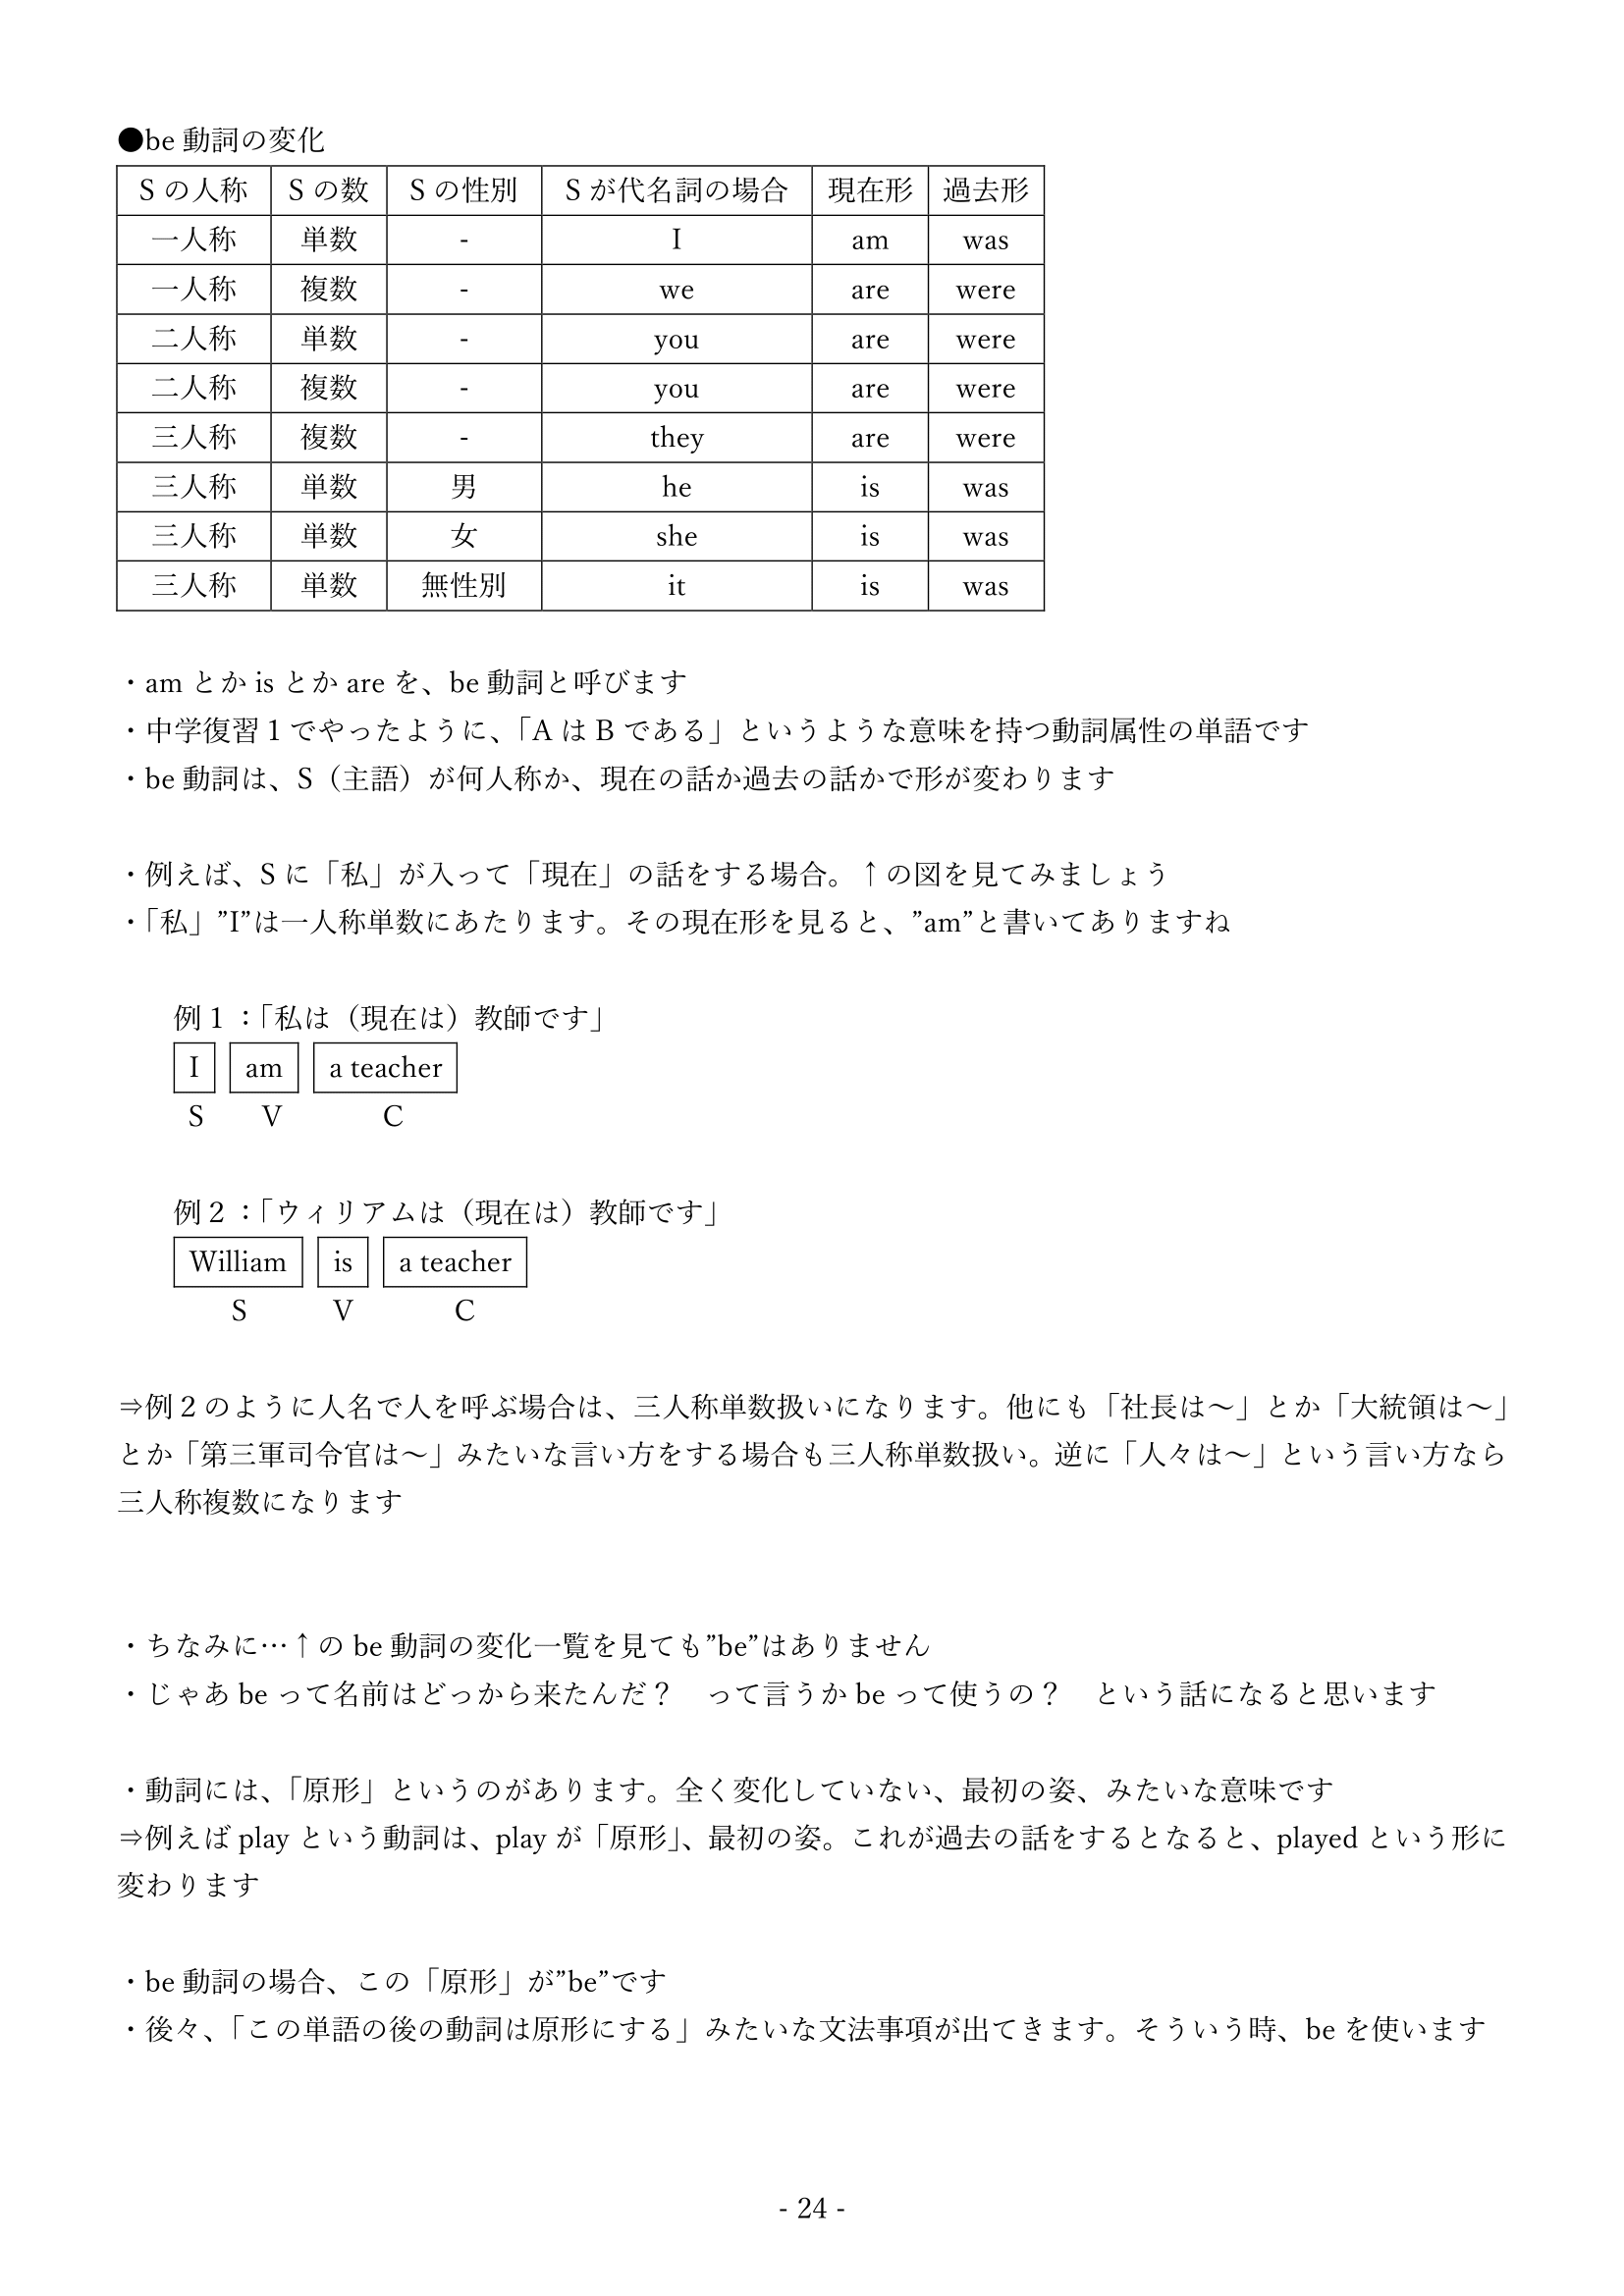 ●be 動詞の変化
S の人称 S の数 S の性別 S が代名詞の場合 現在形 過去形
一人称 単数 - I am was
一人称 複数 - we are were
二人称 単数 - you are were
二人称 複数 - you are were
三人称 複数 - they are were
三人称 単数 男 he is was
三人称 単数 女 she is was
三人称 単数 無性別 it is was
・am とか is とか are を、be 動詞と呼びます
・中学復習 1 でやったように、「A は B である」というような意味を持つ動詞属性の単語です
・be 動詞は、S（主語）が何人称か、現在の話か過去の話かで形が変わります
・例えば、S に「私」が入って「現在」の話をする場合。↑の図を見てみましょう
・「私」”I”は一人称単数にあたります。その現在形を見ると、”am”と書いてありますね
例１：「私は（現在は）教師です」
I am a teacher
S V C
例２：「ウィリアムは（現在は）教師です」
William is a teacher
S V C
⇒例２のように人名で人を呼ぶ場合は、三人称単数扱いになります。他にも「社長は～」とか「大統領は～」
とか「第三軍司令官は～」みたいな言い方をする場合も三人称単数扱い。逆に「人々は～」という言い方なら
三人称複数になります
・ちなみに…↑の be 動詞の変化一覧を見ても”be”はありません
・じゃあ be って名前はどっから来たんだ？　って言うか be って使うの？　という話になると思います
・動詞には、「原形」というのがあります。全く変化していない、最初の姿、みたいな意味です
⇒例えば play という動詞は、play が「原形」、最初の姿。これが過去の話をするとなると、played という形に
変わります
・be 動詞の場合、この「原形」が”be”です
・後々、「この単語の後の動詞は原形にする」みたいな文法事項が出てきます。そういう時、be を使います
- 24 -